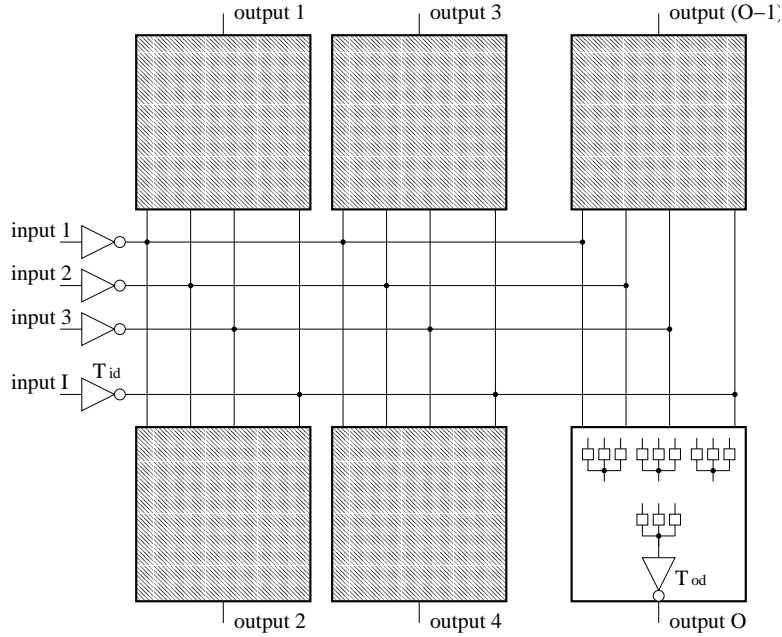 output 1
output 3
output (O–1)
input 1
input 2
input 3
input I
T id
T od
output 2
output 4
output O